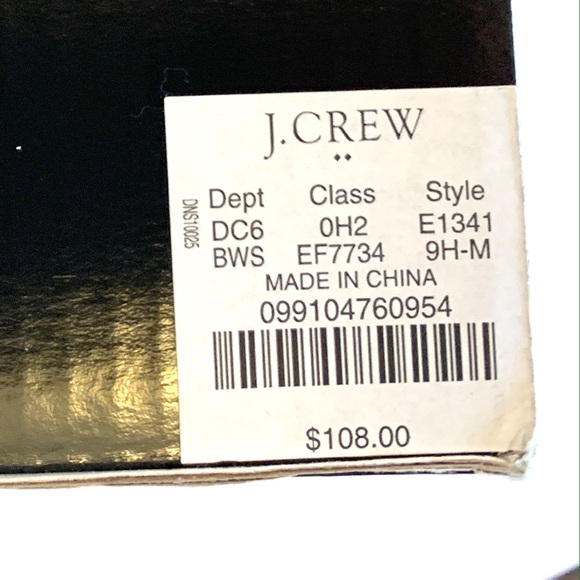 J.CREW
Dept Class Style
DC6 0H2 E1341
BWS EF7734 9H-M
MADE IN CHINA
099104760954
$108.00
DNS10025